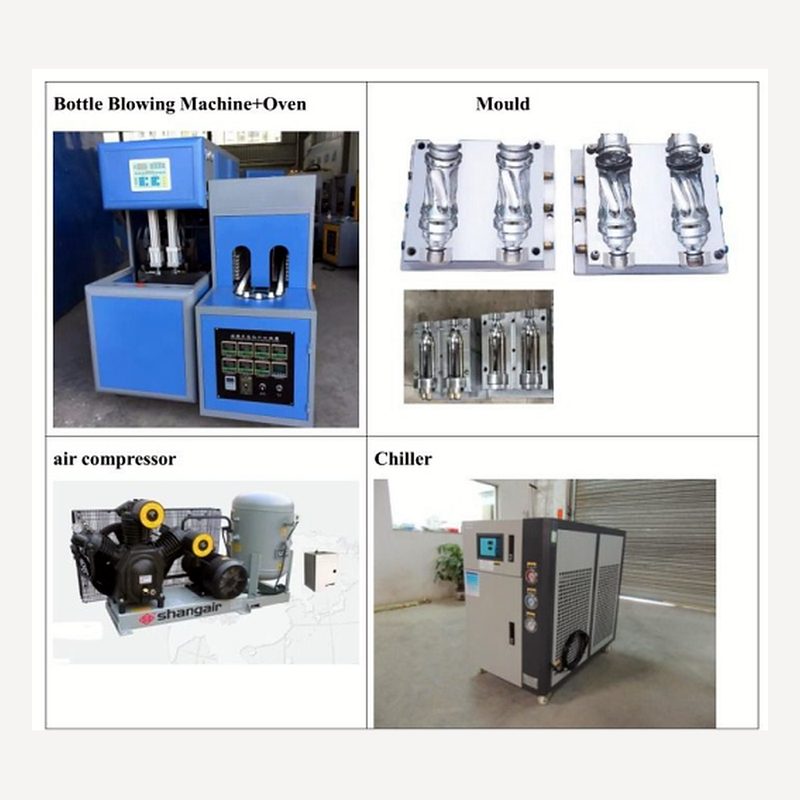 Bottle Blowing Machine+Oven
Mould
air compressor
shangair
Chiller